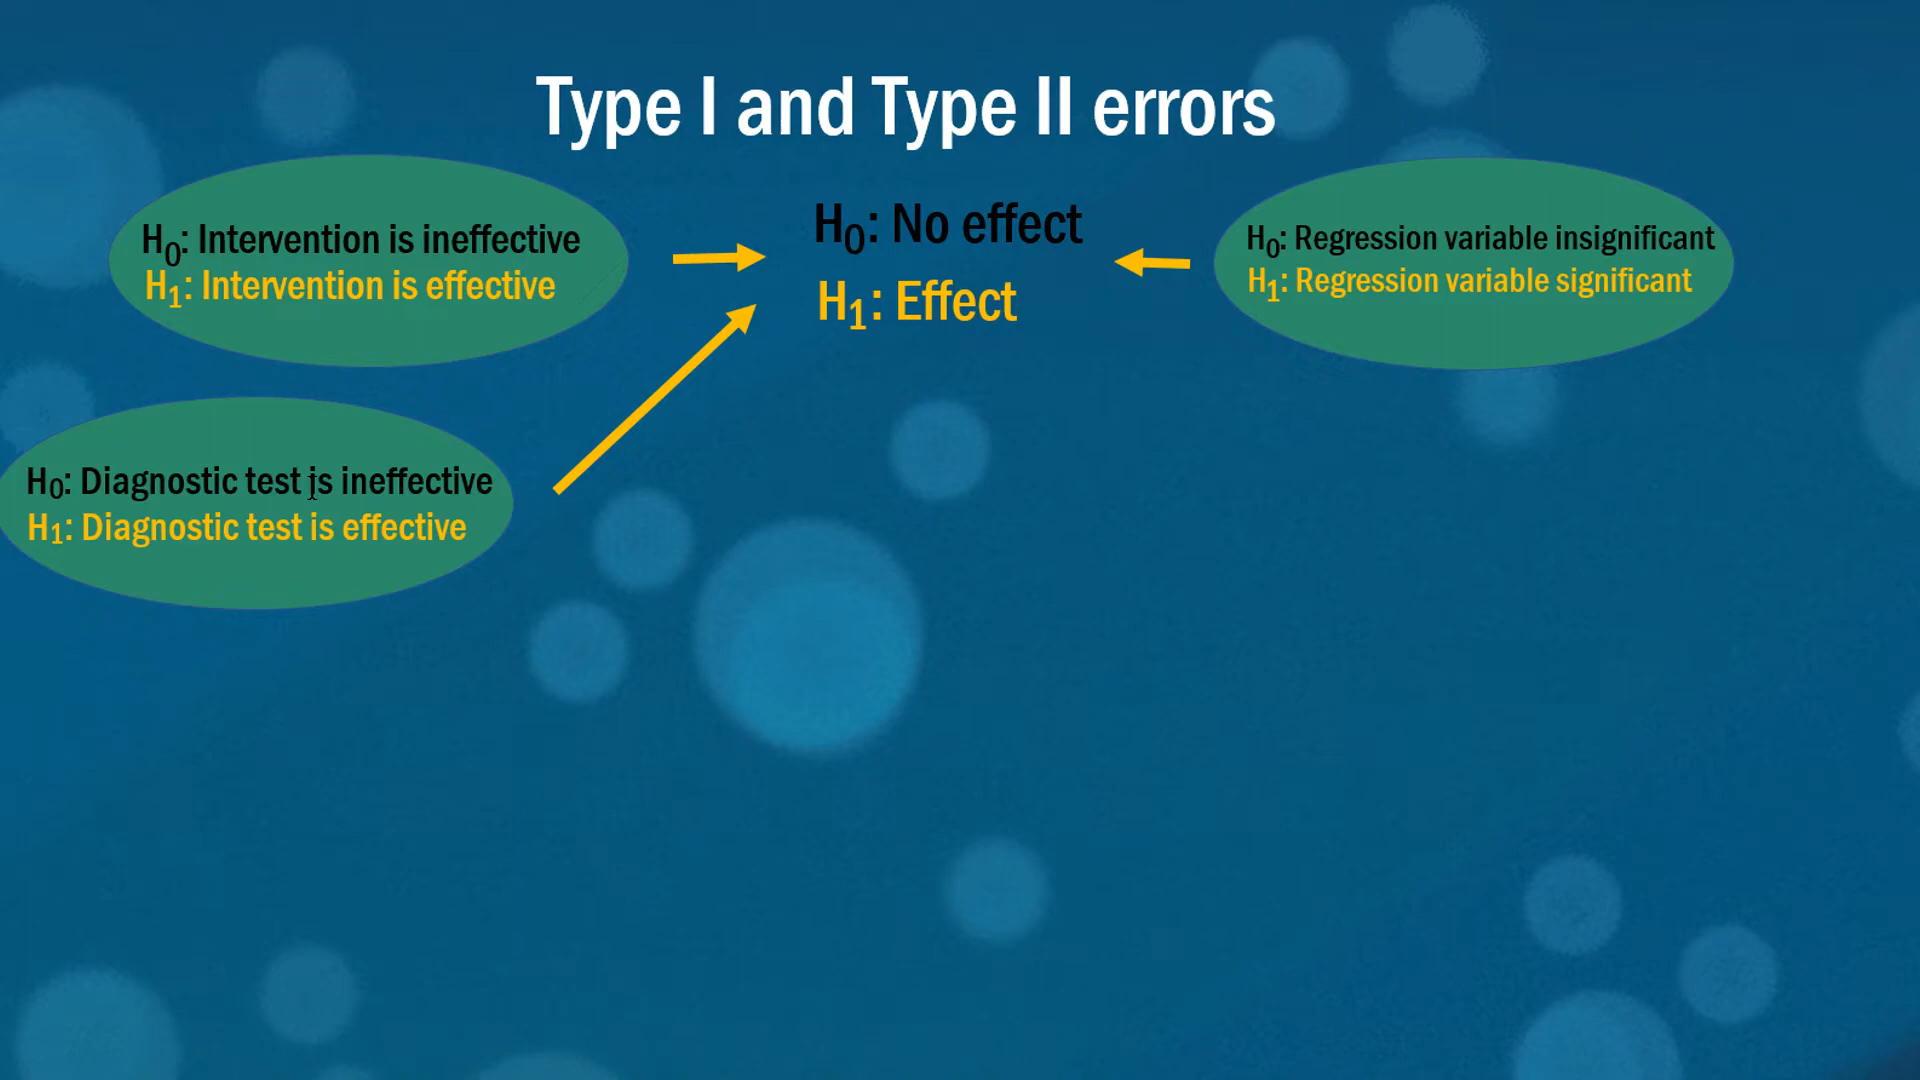 Type I and Type II errors
H₀: Intervention is ineffective
H₁: Intervention is effective
H₀: No effect
H₁: Effect
H₀: Regression variable insignificant
H₁: Regression variable significant
H₀: Diagnostic test is ineffective
H₁: Diagnostic test is effective